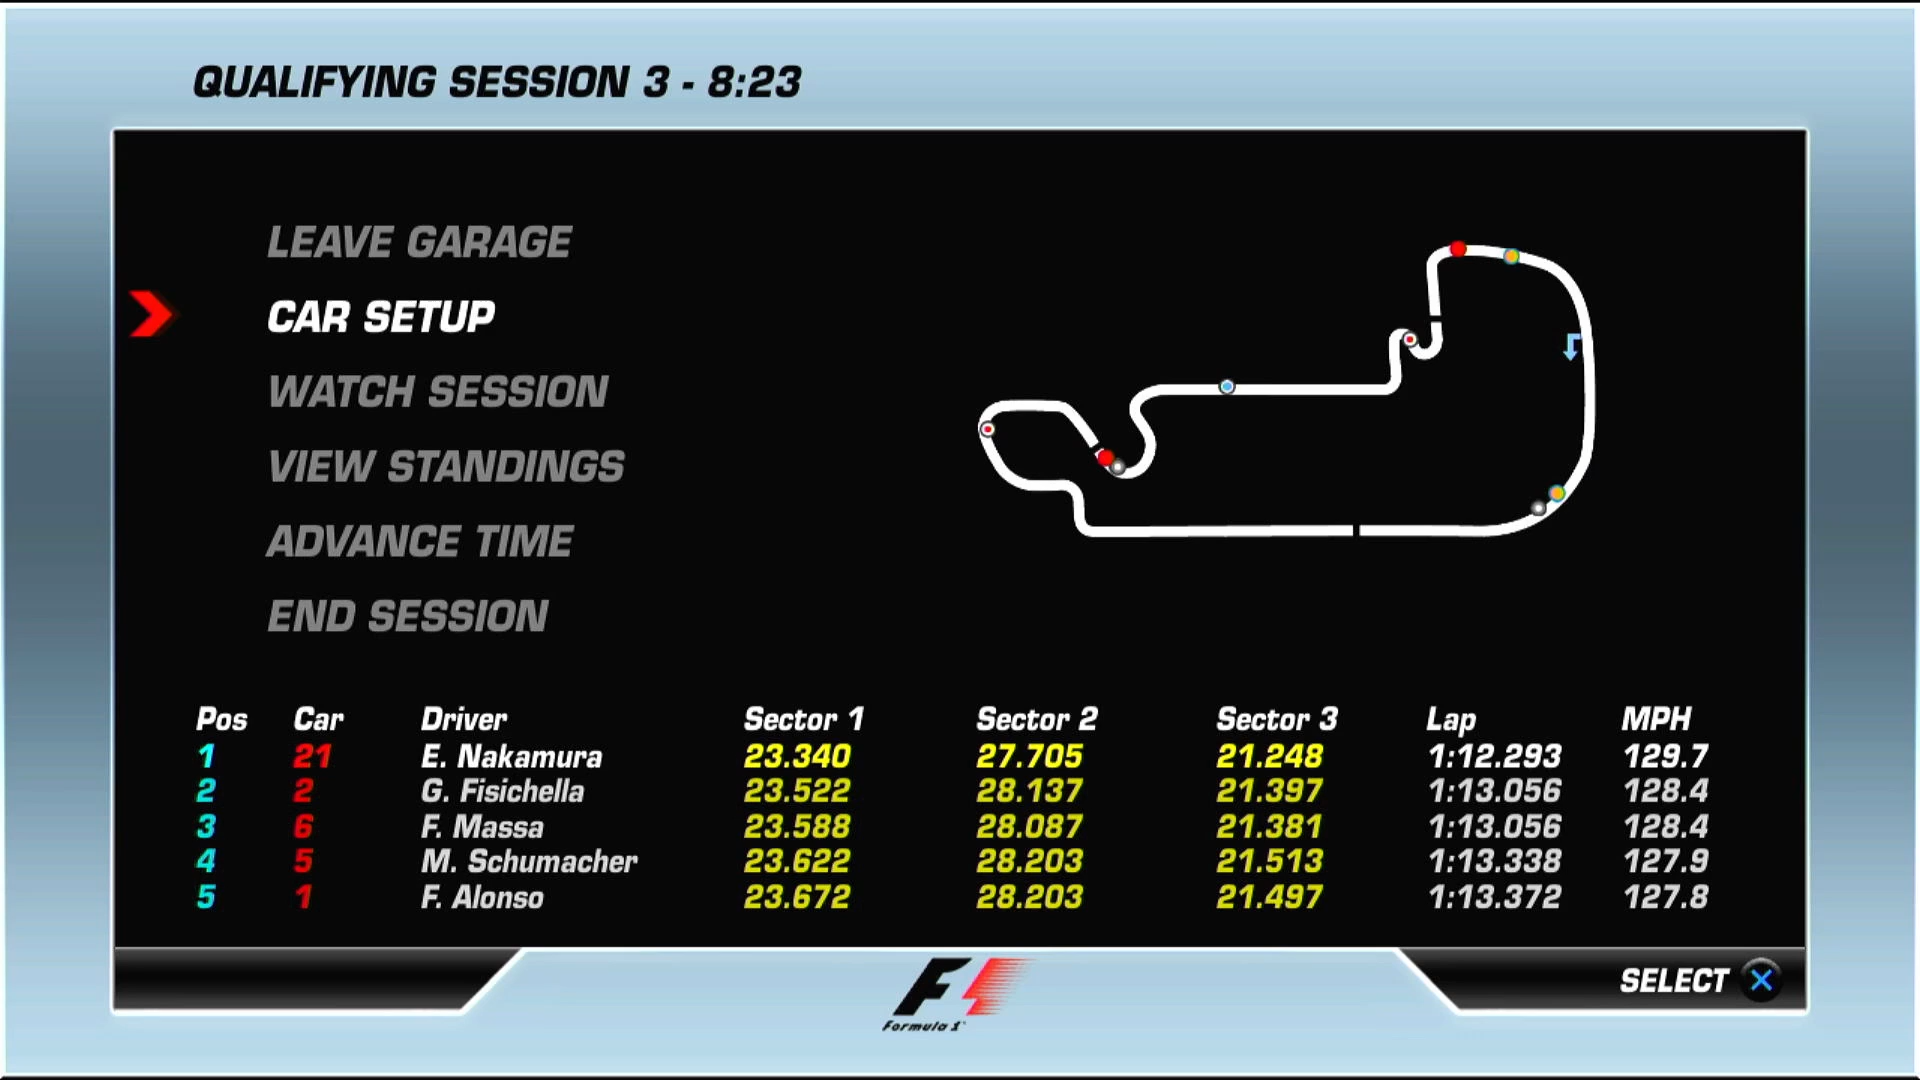 QUALIFYING SESSION 3 - 8:23
LEAVE GARAGE
CAR SETUP
WATCH SESSION
VIEW STANDINGS
ADVANCE TIME
END SESSION
Pos Car Driver Sector 1 Sector 2 Sector 3 Lap MPH
1 21 E. Nakamura 23.340 27.705 21.248 1:12.293 129.7
2 2 G. Fisichella 23.522 28.137 21.397 1:13.056 128.4
3 6 F. Massa 23.588 28.087 21.381 1:13.056 128.4
4 5 M. Schumacher 23.622 28.203 21.513 1:13.338 127.9
5 1 F. Alonso 23.672 28.203 21.497 1:13.372 127.8
SELECT
F1
Formula 1